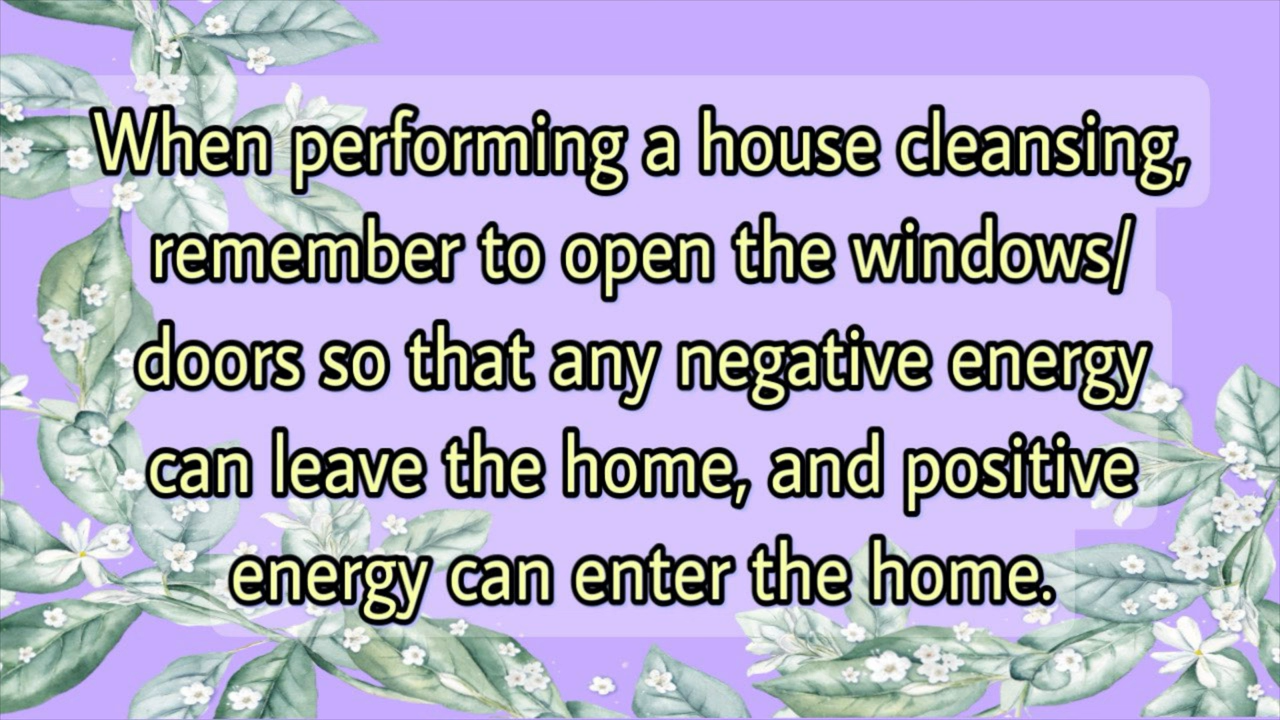 When performing a house cleansing,
remember to open the windows/
doors so that any negative energy
can leave the home, and positive
energy can enter the home.